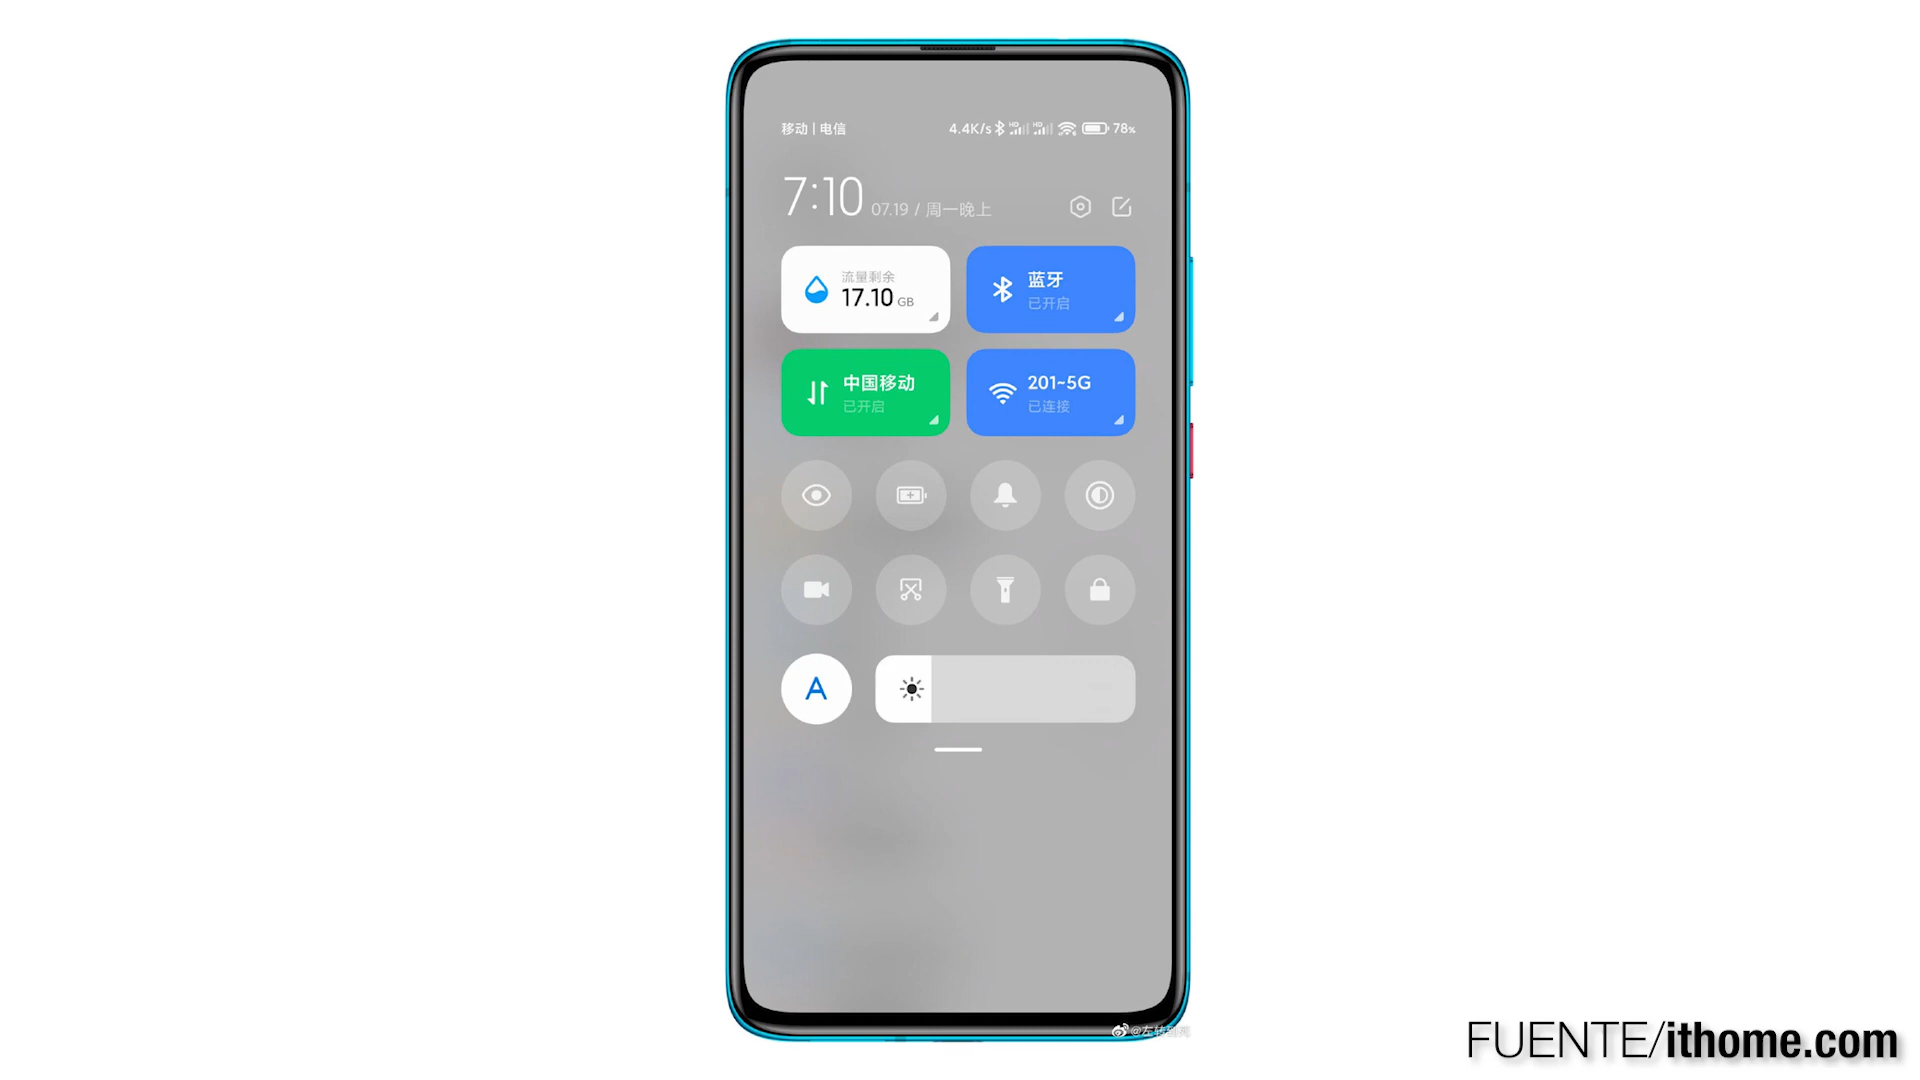 移动 | 电信
4.4K/s HD HD 78%
7:10 07.19 / 周一晚上
流量剩余
17.10 GB
蓝牙
已开启
中国移动
已开启
201-5G
已连接
A
FUENTE/ithome.com